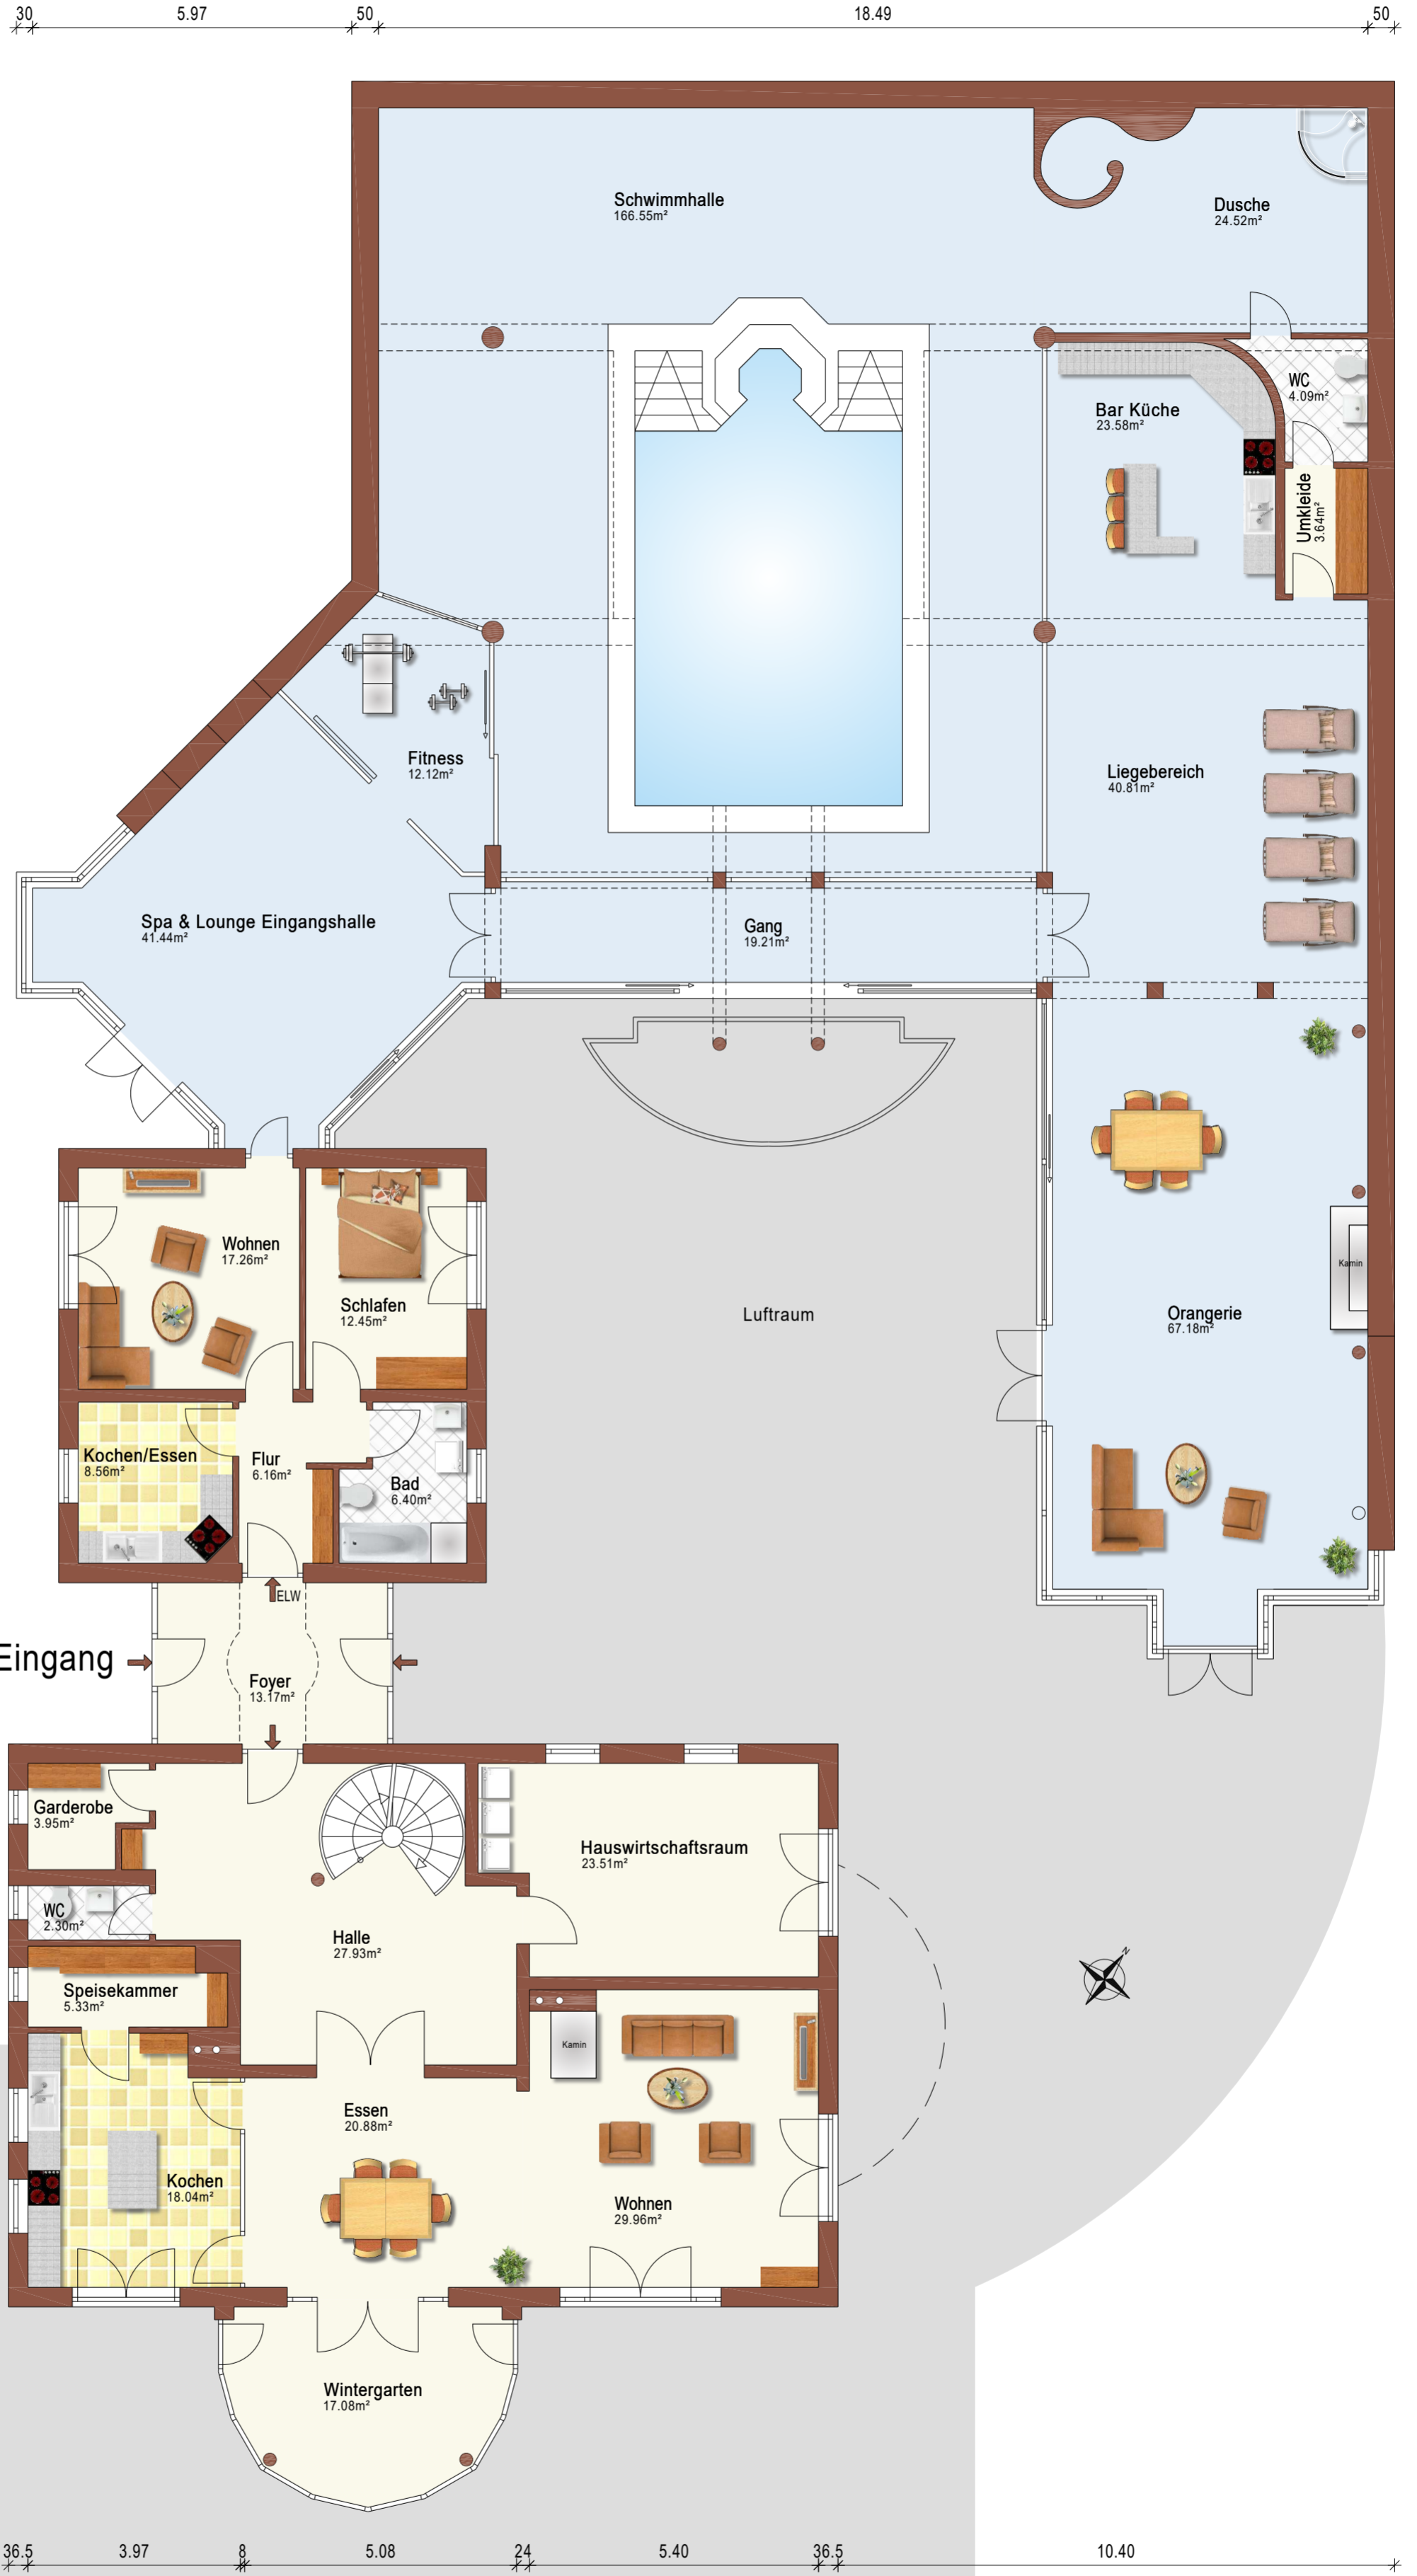 30 5.97 50 18.49 50
Schwimmhalle
166.55m²
Dusche
24.52m²
WC
4.09m²
Bar Küche
23.58m²
Umkleide
3.64m²
Fitness
12.12m²
Liegebereich
40.81m²
Spa & Lounge Eingangshalle
41.44m²
Gang
19.21m²
Wohnen
17.26m²
Schlafen
12.45m²
Kamin
Luftraum
Orangerie
67.18m²
Kochen/Essen
8.56m²
Flur
6.16m²
Bad
6.40m²
ELW
Eingang
Foyer
13.17m²
Garderobe
3.95m²
Hauswirtschaftsraum
23.51m²
WC
2.30m²
Halle
27.93m²
N
Speisekammer
5.33m²
Kamin
Essen
20.88m²
Kochen
18.04m²
Wohnen
29.96m²
Wintergarten
17.08m²
36.5 3.97 8 5.08 24 5.40 36.5 10.40